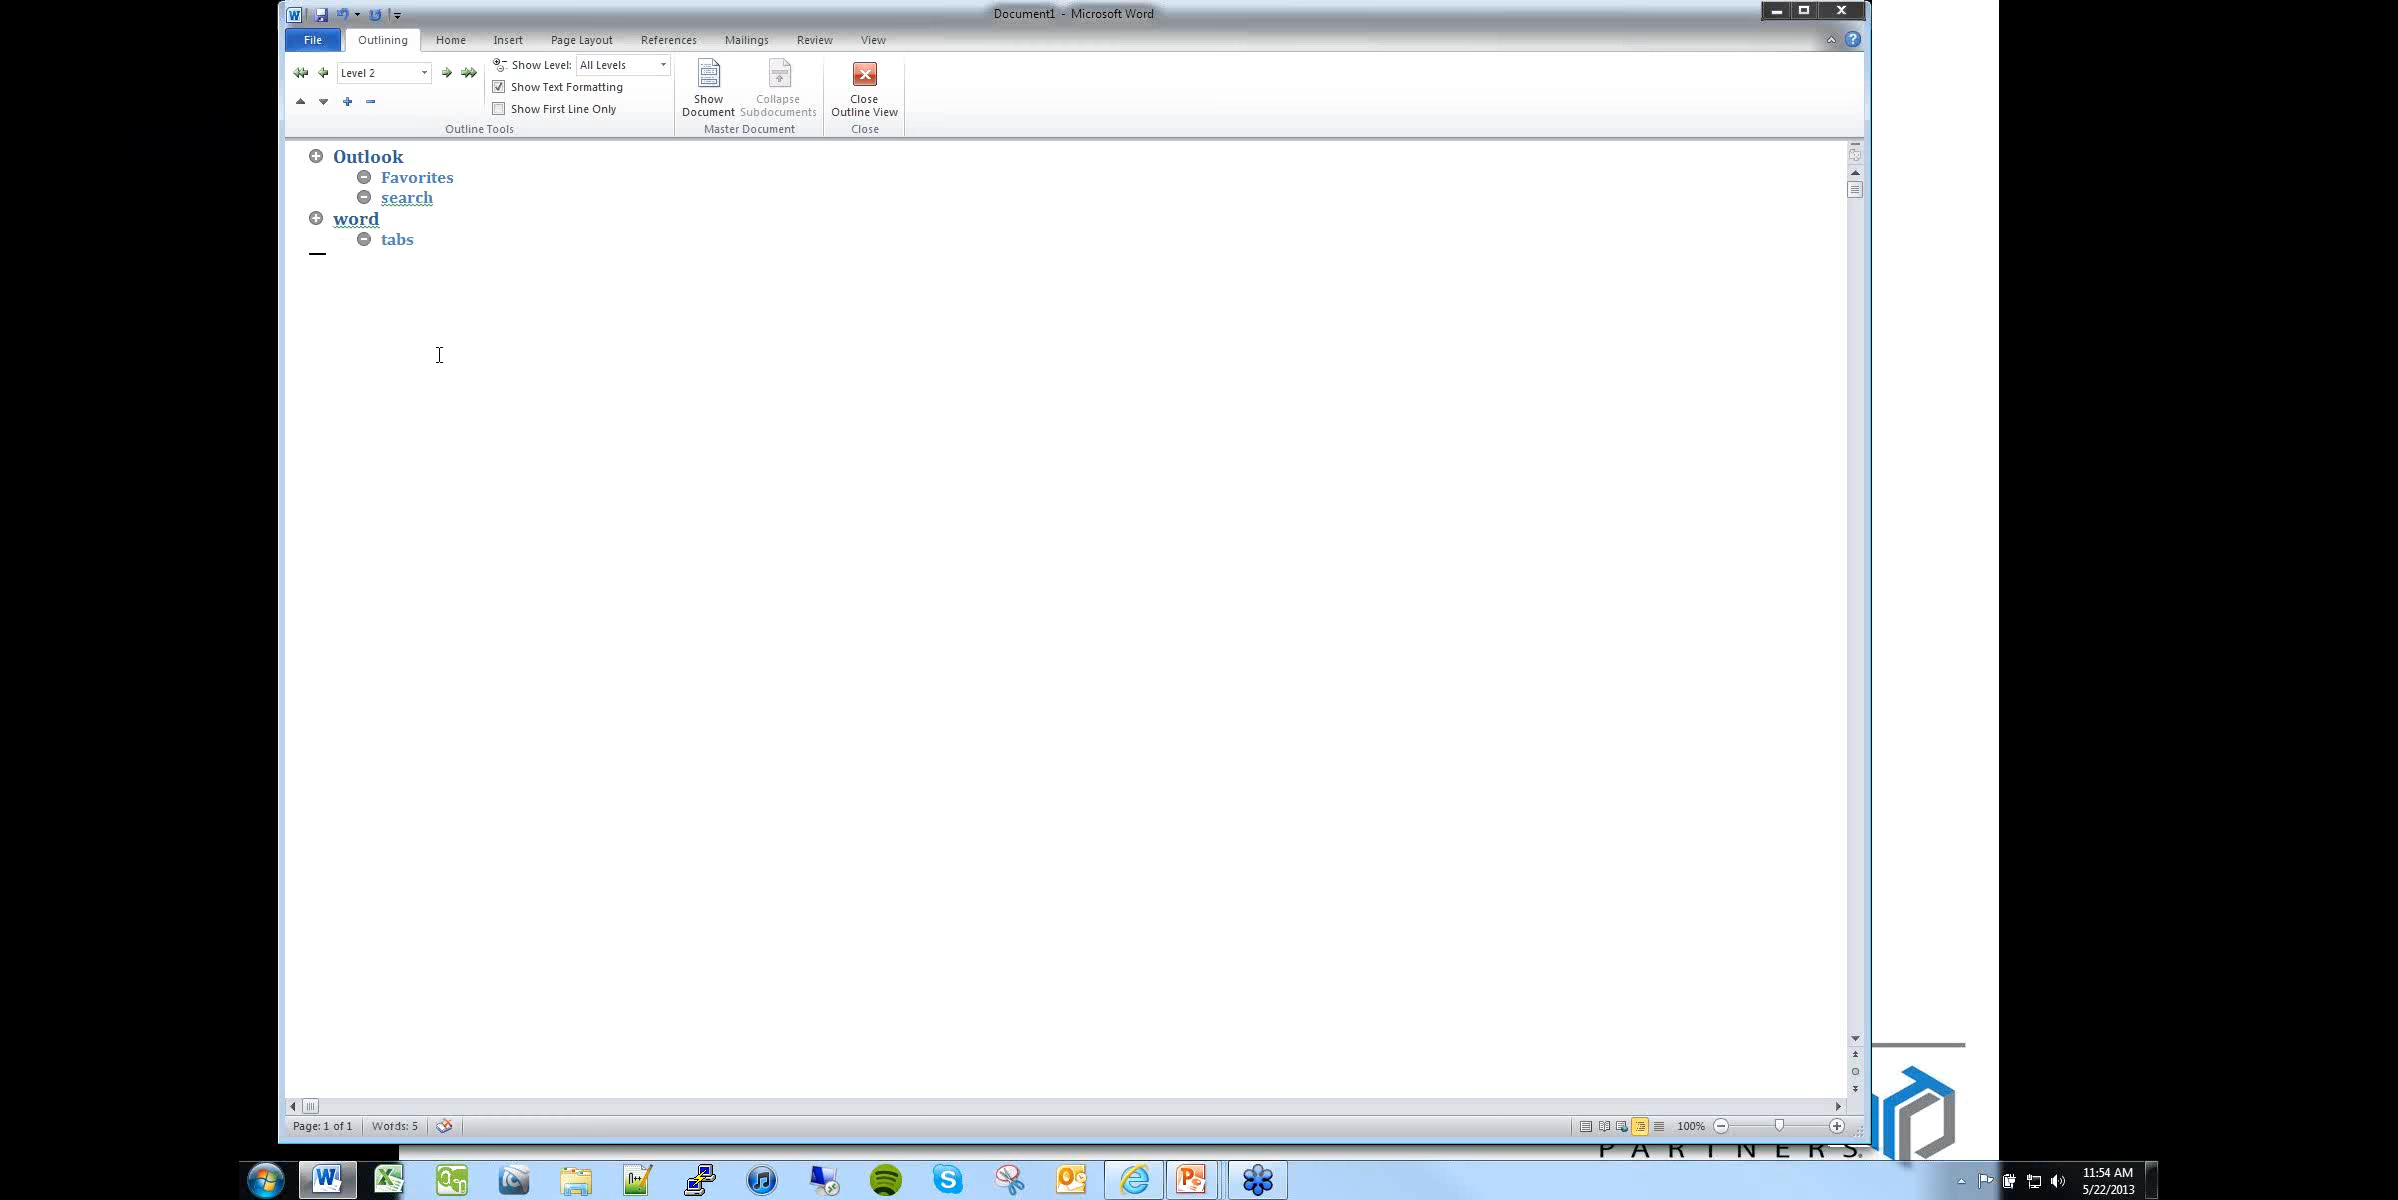 Document1 - Microsoft Word
File Outlining Home Insert Page Layout References Mailings Review View
Level 2
Show Level: All Levels
Show Text Formatting
Show First Line Only
Outline Tools
Show Document
Collapse Subdocuments
Master Document
Close Outline View
Close
Outlook
Favorites
search
word
tabs
Page: 1 of 1 Words: 5 100%
PARTNERS
11:54 AM
5/22/2013